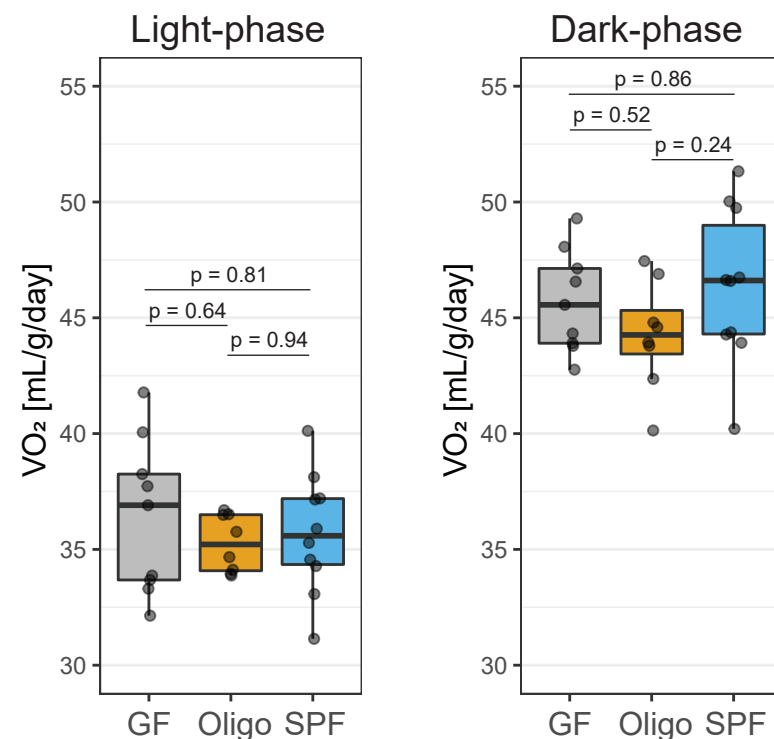 Light-phase
VO₂ [mL/g/day]
55
50
45
40
35
30
p = 0.81
p = 0.64
p = 0.94
GF Oligo SPF
Dark-phase
VO₂ [mL/g/day]
55
50
45
40
35
30
p = 0.86
p = 0.52
p = 0.24
GF Oligo SPF